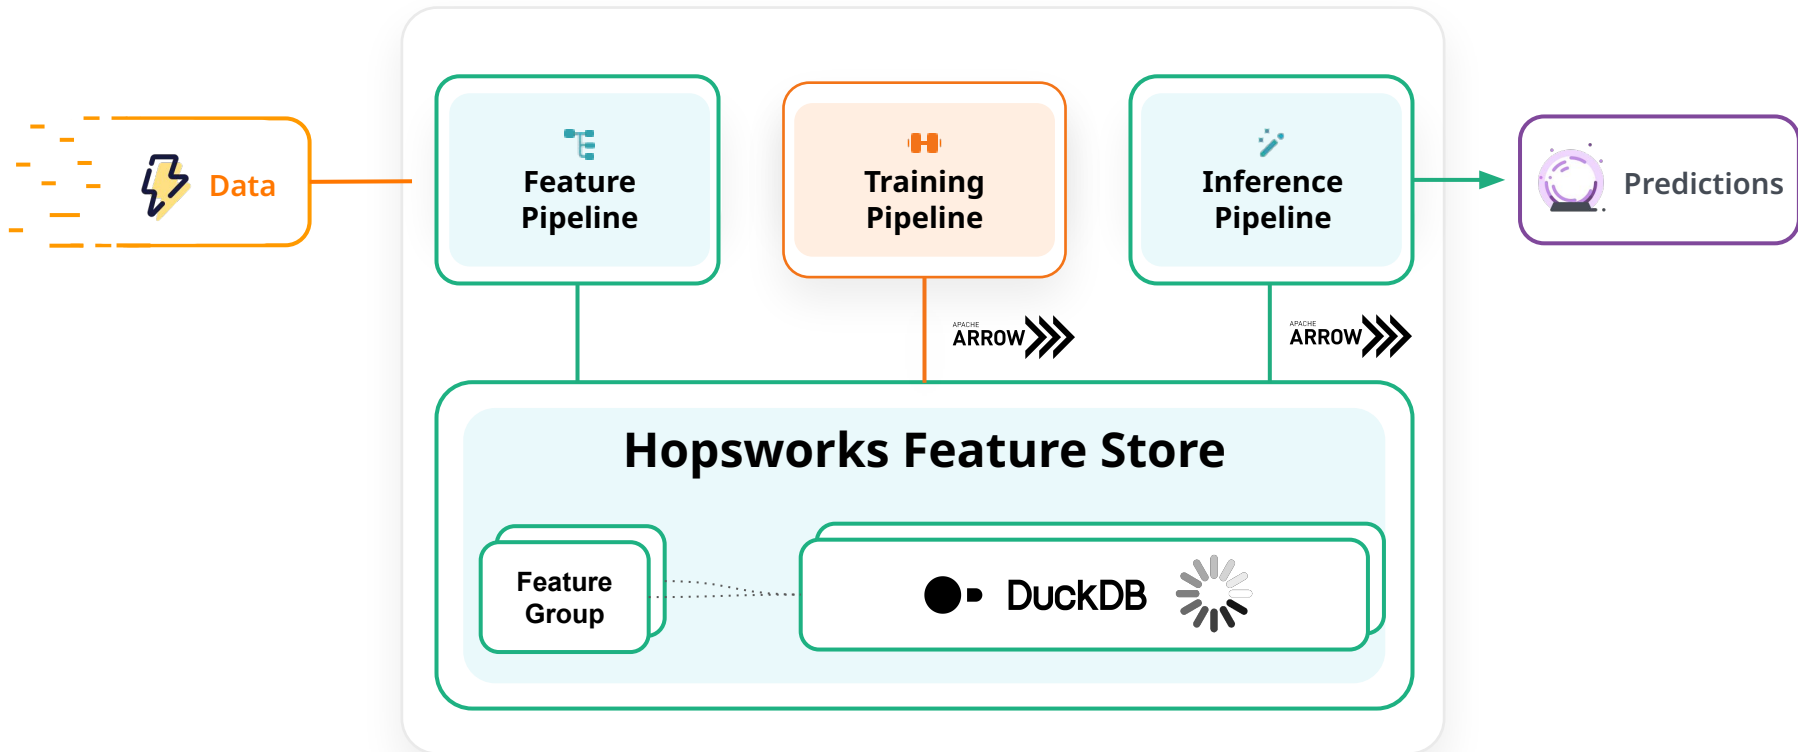 Data
Feature
Pipeline
Training
Pipeline
Inference
Pipeline
Predictions
APACHE
ARROW
APACHE
ARROW
Hopsworks Feature Store
Feature
Group
DuckDB